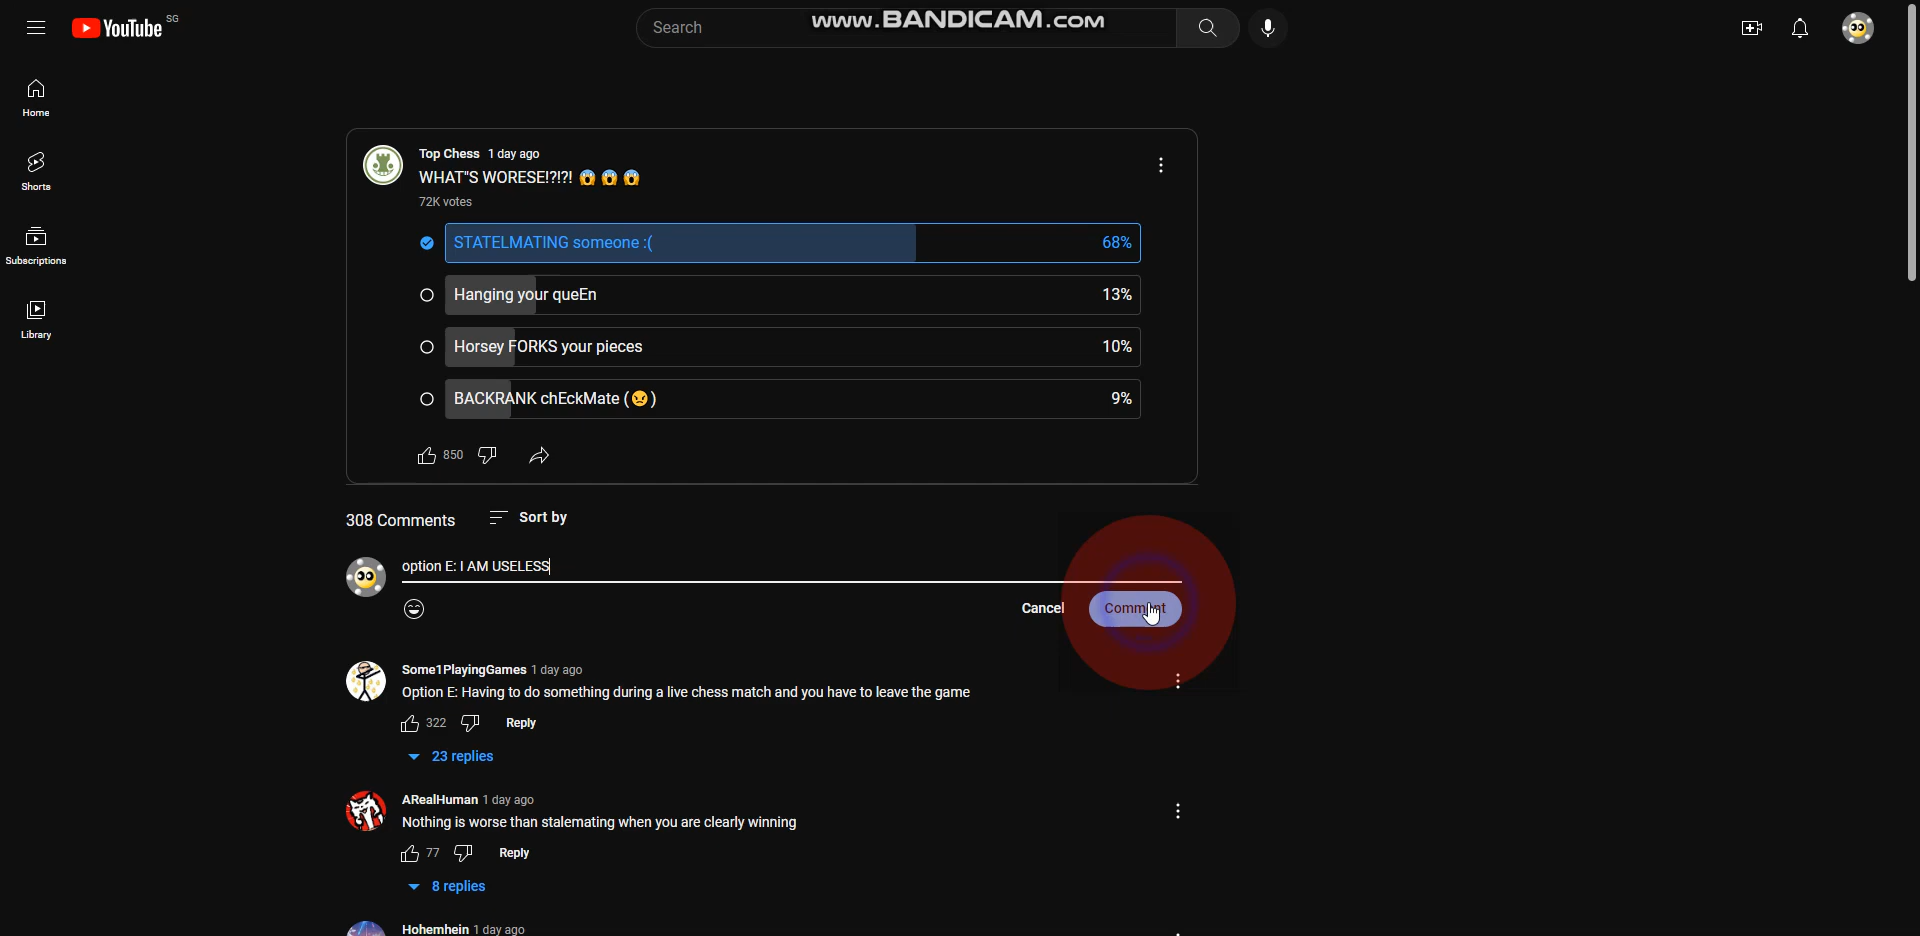 YouTube SG
Search
www.BANDICAM.COM
Home
Shorts
Subscriptions
Library
Top Chess 1 day ago
WHAT"S WORESE!?!?! 😱 😱 😱
72K votes
STATELMATING someone :( 68%
Hanging your queEn 13%
Horsey FORKS your pieces 10%
BACKRANK chEckMate (😠) 9%
850
308 Comments Sort by
option E: I AM USELESS
Cancel Comment
Some1PlayingGames 1 day ago
Option E: Having to do something during a live chess match and you have to leave the game
322 Reply
23 replies
ARealHuman 1 day ago
Nothing is worse than stalemating when you are clearly winning
77 Reply
8 replies
Hohemhein 1 day ago